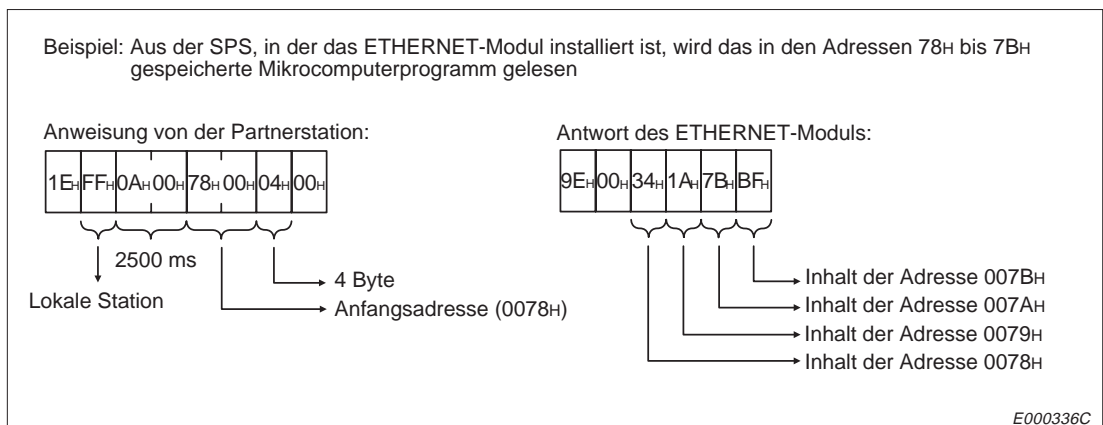 Beispiel: Aus der SPS, in der das ETHERNET-Modul installiert ist, wird das in den Adressen 78H bis 7BH
gespeicherte Mikrocomputerprogramm gelesen
Anweisung von der Partnerstation:
1EH FFH 0AH 00H 78H 00H 04H 00H
2500 ms
Lokale Station
4 Byte
Anfangsadresse (0078H)
Antwort des ETHERNET-Moduls:
9EH 00H 34H 1AH 7BH BFH
Inhalt der Adresse 007BH
Inhalt der Adresse 007AH
Inhalt der Adresse 0079H
Inhalt der Adresse 0078H
E000336C